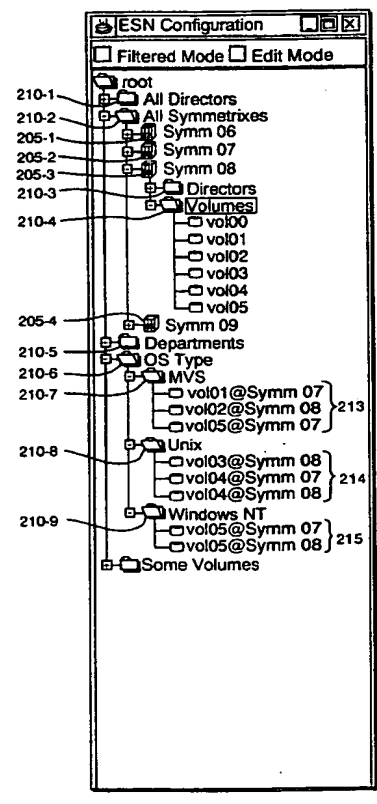 ESN Configuration
Filtered Mode Edit Mode
root
210-1 All Directors
210-2 All Symmetrixes
205-1 Symm 06
205-2 Symm 07
205-3 Symm 08
210-3 Directors
210-4 Volumes
vol00
vol01
vol02
vol03
vol04
vol05
205-4 Symm 09
210-5 Departments
210-6 OS Type
210-7 MVS
vol01@Symm 07
vol02@Symm 08 213
vol05@Symm 07
210-8 Unix
vol03@Symm 08
vol04@Symm 07 214
vol04@Symm 08
210-9 Windows NT
vol05@Symm 07
vol05@Symm 08 215
Some Volumes